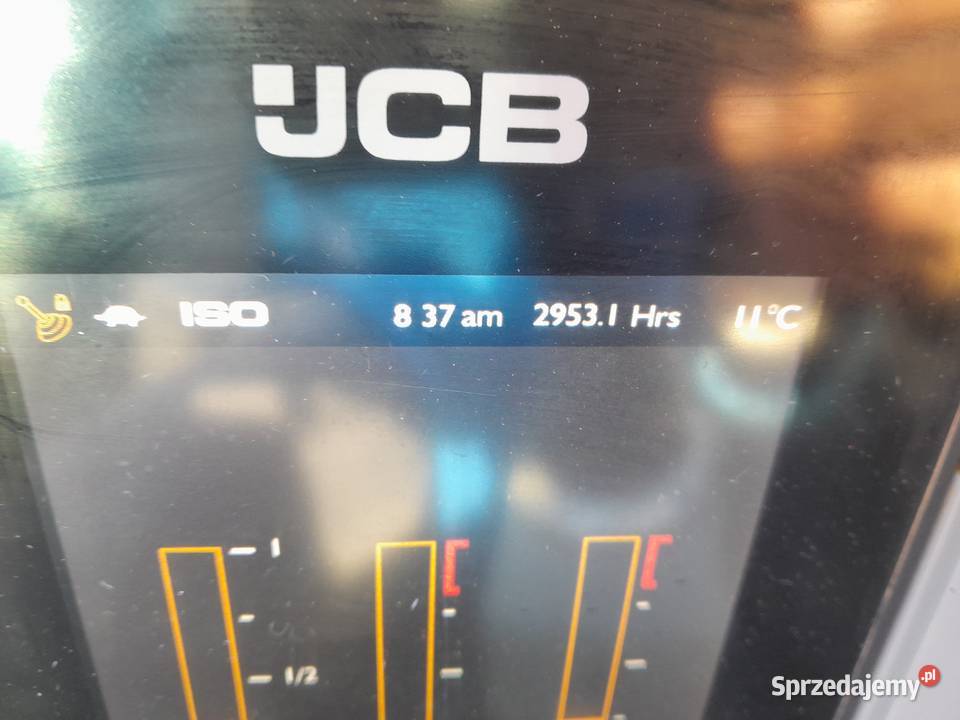 JCB
ISO 8 37 am 2953.1 Hrs 11°C
1
1/2
Sprzedajemy.pl